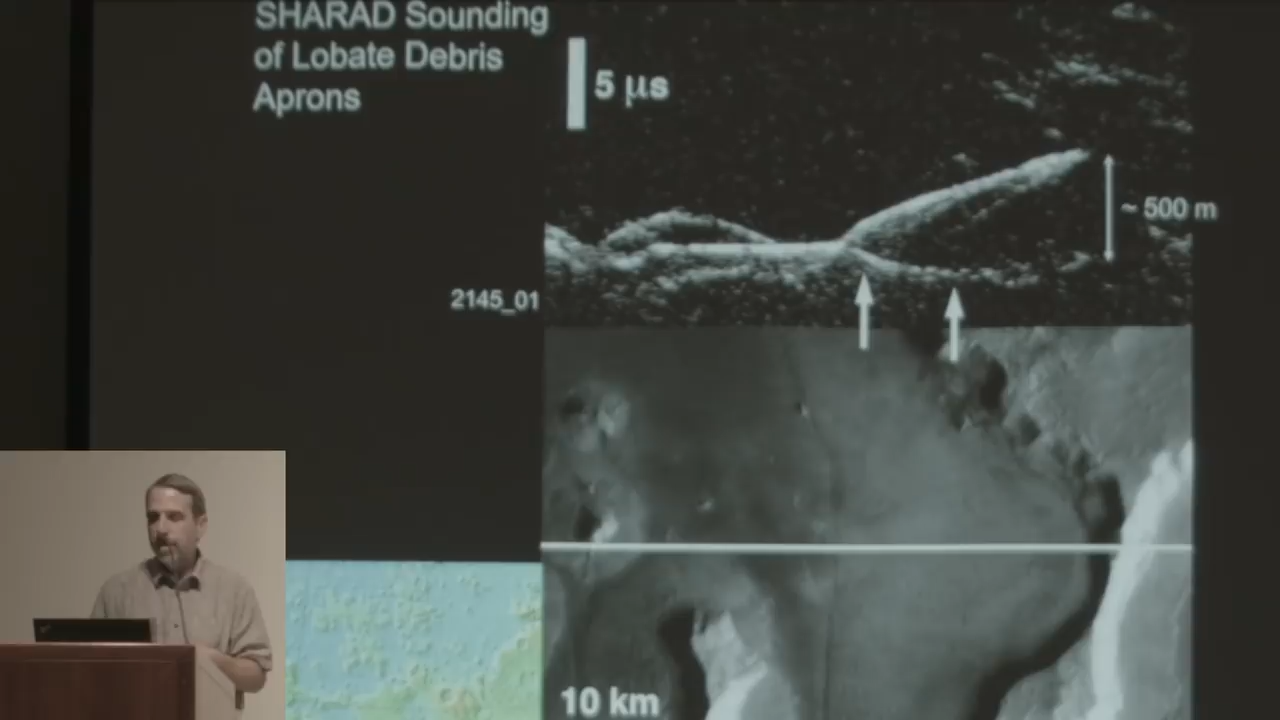 SHARAD Sounding
of Lobate Debris
Aprons
5 µs
~ 500 m
2145_01
10 km